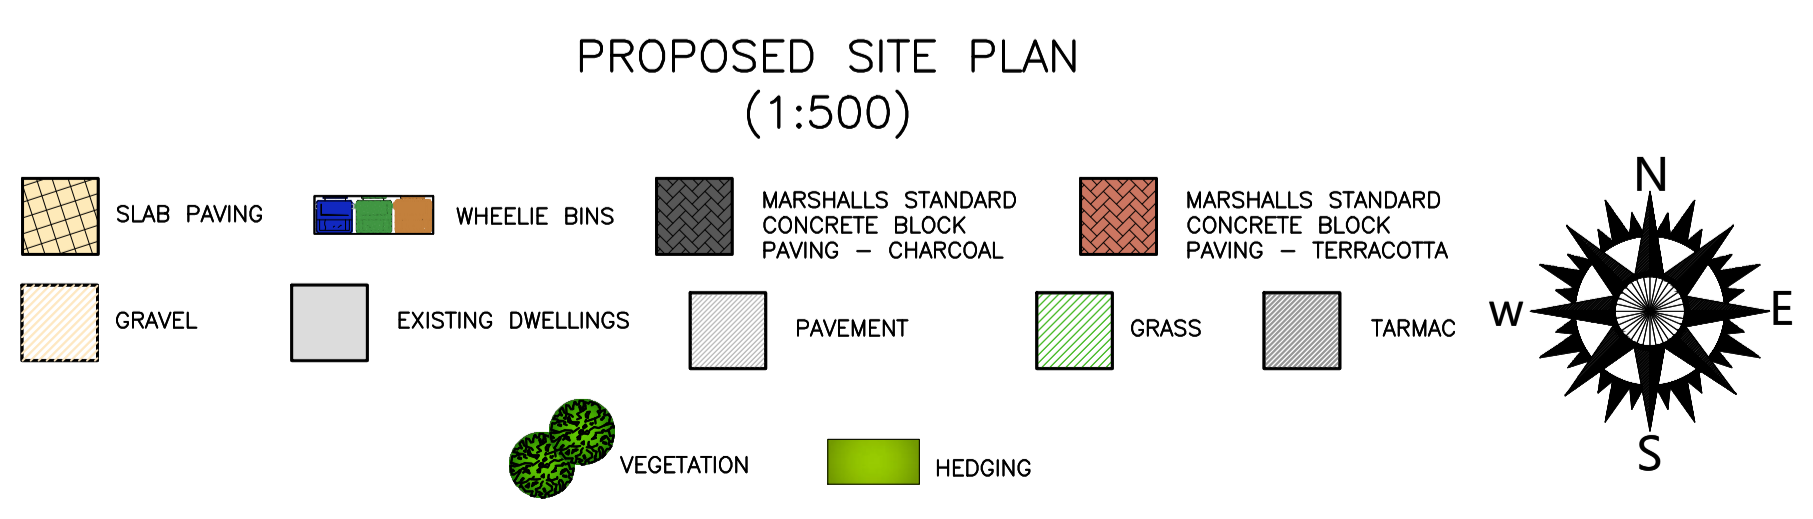 PROPOSED SITE PLAN
(1:500)
SLAB PAVING
WHEELIE BINS
MARSHALLS STANDARD
CONCRETE BLOCK
PAVING – CHARCOAL
MARSHALLS STANDARD
CONCRETE BLOCK
PAVING – TERRACOTTA
GRAVEL
EXISTING DWELLINGS
PAVEMENT
GRASS
TARMAC
VEGETATION
HEDGING
N
W
E
S